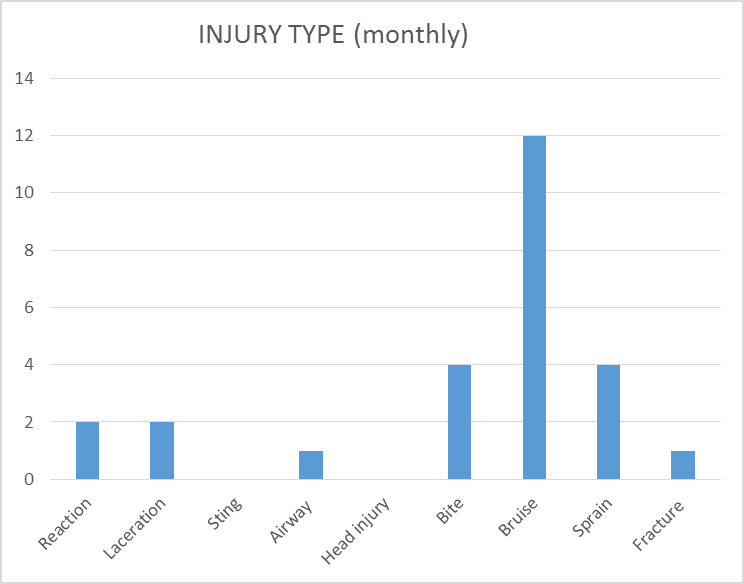 INJURY TYPE (monthly)
14
12
10
8
6
4
2
0
Reaction
Laceration
Sting
Airway
Head injury
Bite
Bruise
Sprain
Fracture